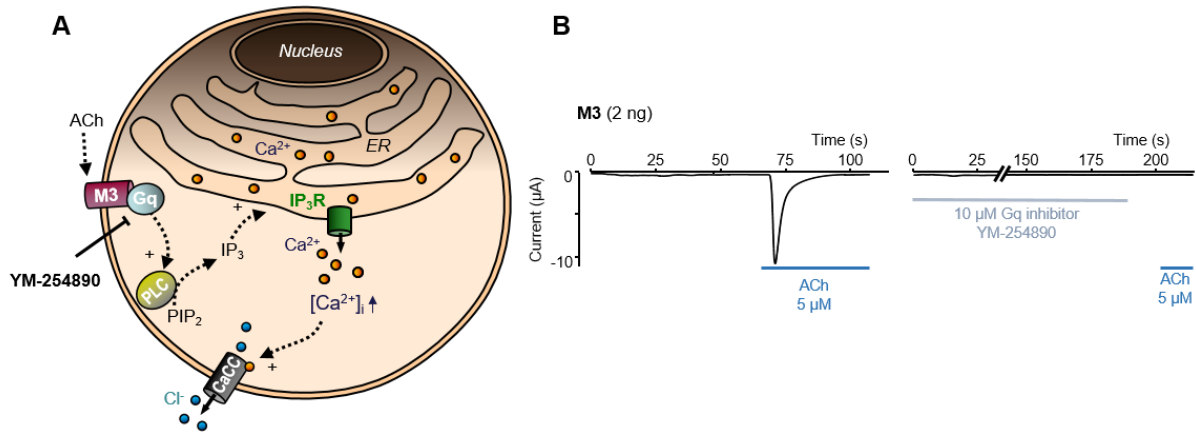 A
Nucleus
ACh
Ca²⁺
ER
M3
Gq
IP₃R
+
+
IP₃
Ca²⁺
YM-254890
PLC
PIP₂
[Ca²⁺]ᵢ
+
CaCC
Cl⁻
B
M3 (2 ng)
Time (s)
0 25 50 75 100
Current (µA)
0
-10
ACh
5 µM
Time (s)
0 25 150 175 200
10 µM Gq inhibitor
YM-254890
ACh
5 µM